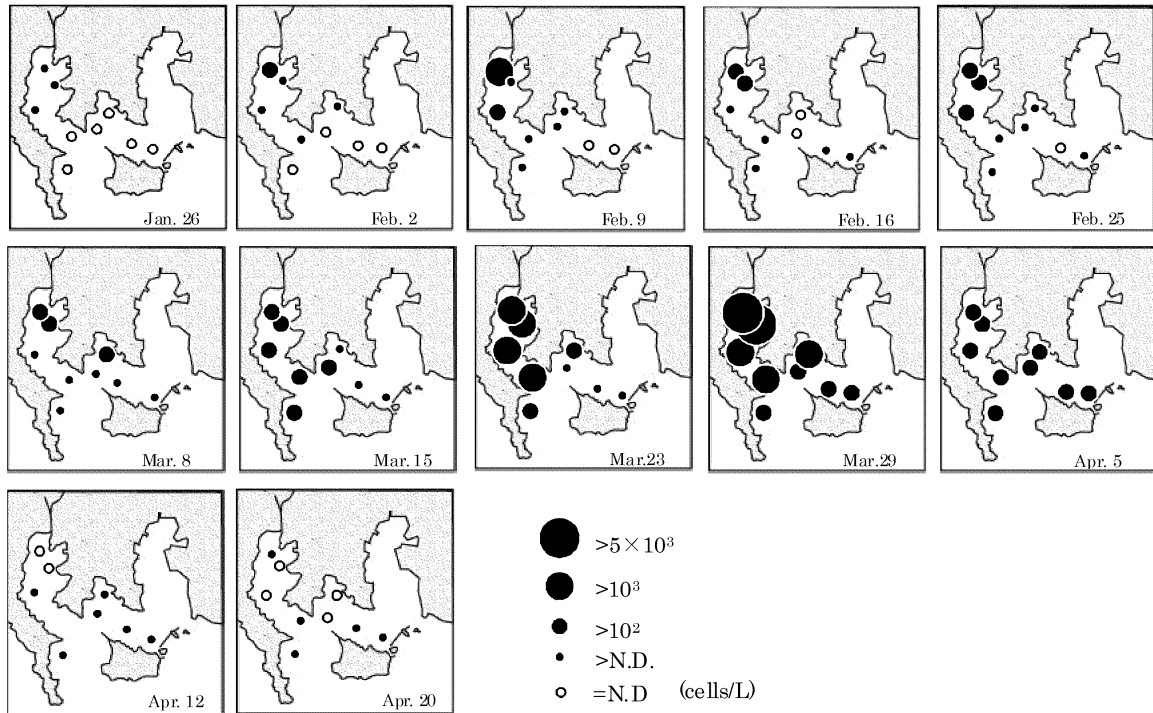 Jan. 26
Feb. 2
Feb. 9
Feb. 16
Feb. 25
Mar. 8
Mar. 15
Mar.23
Mar.29
Apr. 5
Apr. 12
Apr. 20
>5×10³
>10³
>10²
>N.D.
=N.D (cells/L)